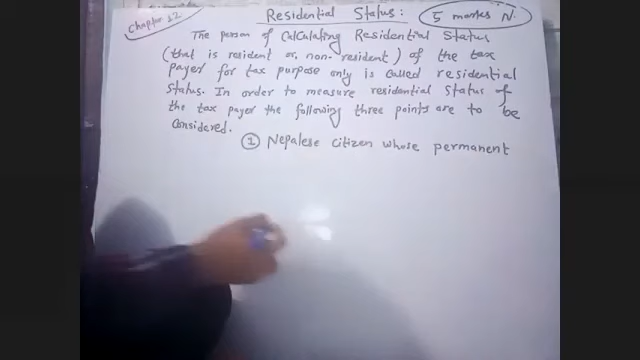 Chapter 12
Residential Status:
5 marks N.
The person of Calculating Residential Status
(that is resident or, non-resident) of the tax
payer for tax purpose only is called residential
Status. In order to measure residential status of
the tax payer the following three points are to be
Considered.
① Nepalese citizen whose permanent